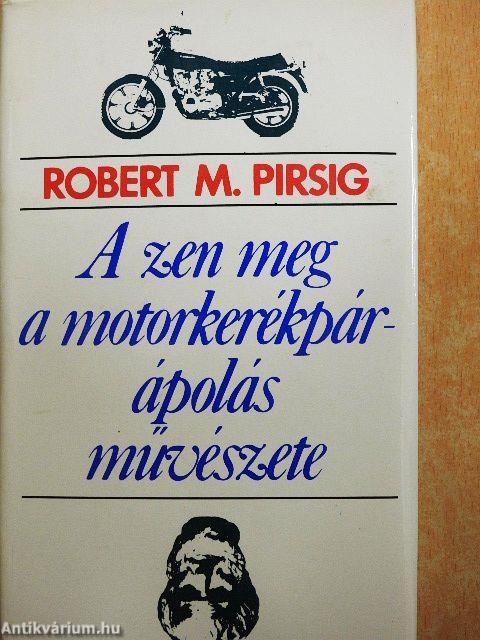 ROBERT M. PIRSIG
A zen meg
a motorkerékpár-
ápolás
művészete
Antikvárium.hu